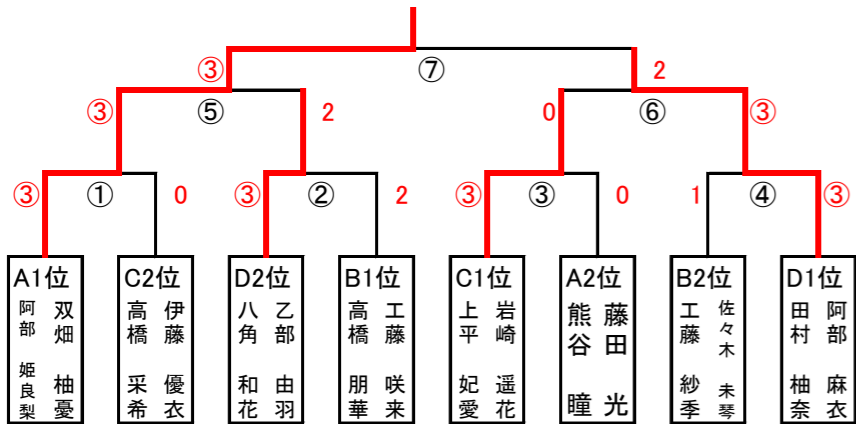 ③ ⑦ 2
③ ⑤ 2 0 ⑥ ③
③ ① 0 ③ ② 2 ③ ③ 0 1 ④ ③
A1位 C2位 D2位 B1位 C1位 A2位 B2位 D1位
双畑 柚憂
阿部 姫良梨
伊藤 優衣
高橋 采希
乙部 由羽
八角 和花
工藤 咲来
高橋 朋華
岩崎 遥花
上平 妃愛
藤田 光
熊谷 瞳
佐々木 未琴
工藤 紗季
阿部 麻衣
田村 柚奈